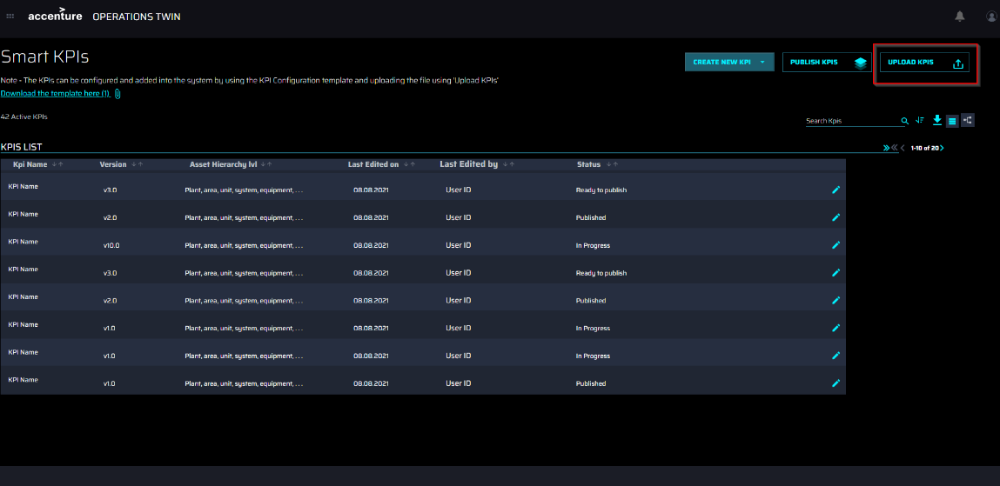 accenture OPERATIONS TWIN
Smart KPIs
CREATE NEW KPI PUBLISH KPIS UPLOAD KPIS
Note - The KPIs can be configured and added into the system by using the KPI Configuration template and uploading the file using 'Upload KPIs'
Download the template here (1)
42 Active KPIs
Search Kpis
KPIS LIST
1-10 of 20
Kpi Name Version Asset Hierarchy lvl Last Edited on Last Edited by Status
KPI Name v3.0 Plant, area, unit, system, equipment, . . . 08.08.2021 User ID Ready to publish
KPI Name v2.0 Plant, area, unit, system, equipment, . . . 08.08.2021 User ID Published
KPI Name v10.0 Plant, area, unit, system, equipment, . . . 08.08.2021 User ID In Progress
KPI Name v3.0 Plant, area, unit, system, equipment, . . . 08.08.2021 User ID Ready to publish
KPI Name v2.0 Plant, area, unit, system, equipment, . . . 08.08.2021 User ID Published
KPI Name v1.0 Plant, area, unit, system, equipment, . . . 08.08.2021 User ID In Progress
KPI Name v1.0 Plant, area, unit, system, equipment, . . . 08.08.2021 User ID In Progress
KPI Name v1.0 Plant, area, unit, system, equipment, . . . 08.08.2021 User ID Published